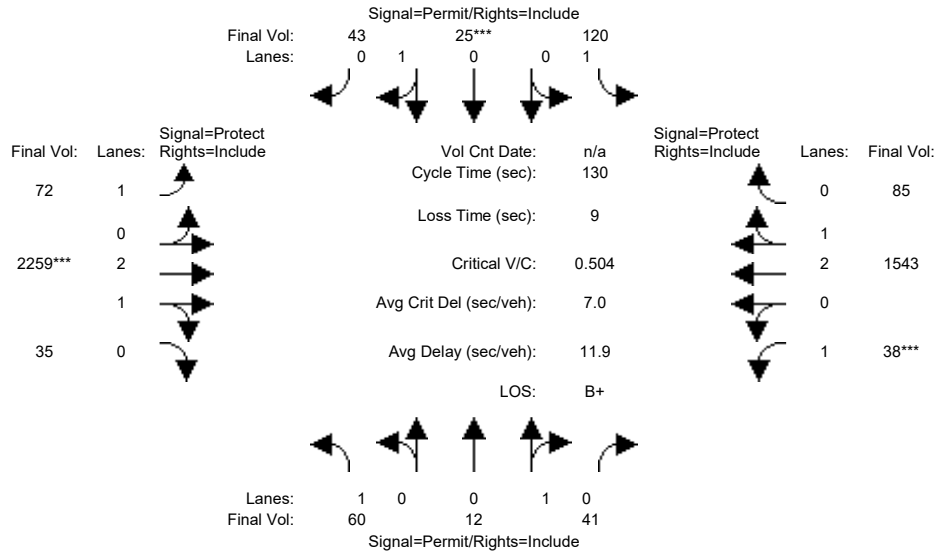 Signal=Permit/Rights=Include
Final Vol: 43 25*** 120
Lanes: 0 1 0 0 1
Signal=Protect
Final Vol: Lanes: Rights=Include
Vol Cnt Date: n/a
Signal=Protect
Rights=Include Lanes: Final Vol:
Cycle Time (sec): 130
72 1
0 85
Loss Time (sec): 9
0
1
2259*** 2
Critical V/C: 0.504
2 1543
1
Avg Crit Del (sec/veh): 7.0
0
35 0
Avg Delay (sec/veh): 11.9
1 38***
LOS: B+
Lanes: 1 0 0 1 0
Final Vol: 60 12 41
Signal=Permit/Rights=Include